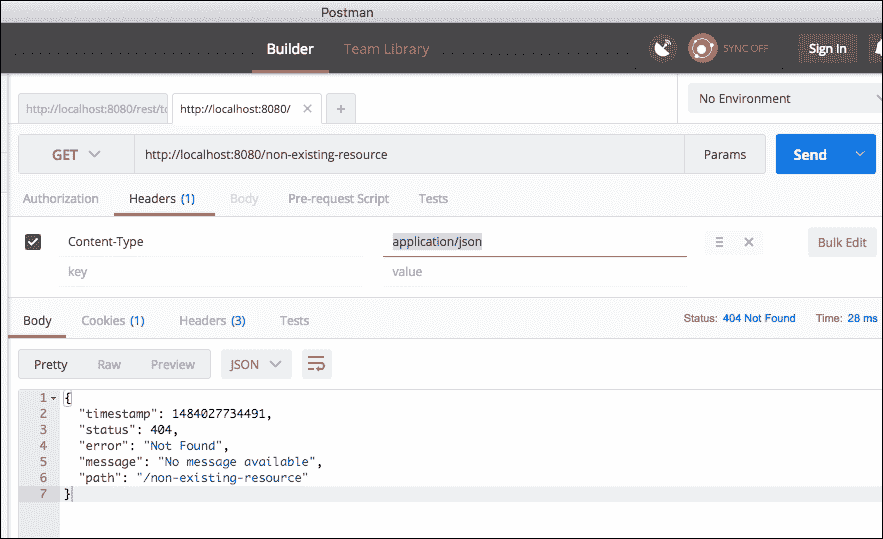 Postman
Builder Team Library SYNC OFF Sign In
http://localhost:8080/rest/to http://localhost:8080/ × + No Environment
GET http://localhost:8080/non-existing-resource Params Send
Authorization Headers (1) Body Pre-request Script Tests
Content-Type application/json Bulk Edit
key value
Body Cookies (1) Headers (3) Tests Status: 404 Not Found Time: 28 ms
Pretty Raw Preview JSON
1 {
2 "timestamp": 1484027734491,
3 "status": 404,
4 "error": "Not Found",
5 "message": "No message available",
6 "path": "/non-existing-resource"
7 }